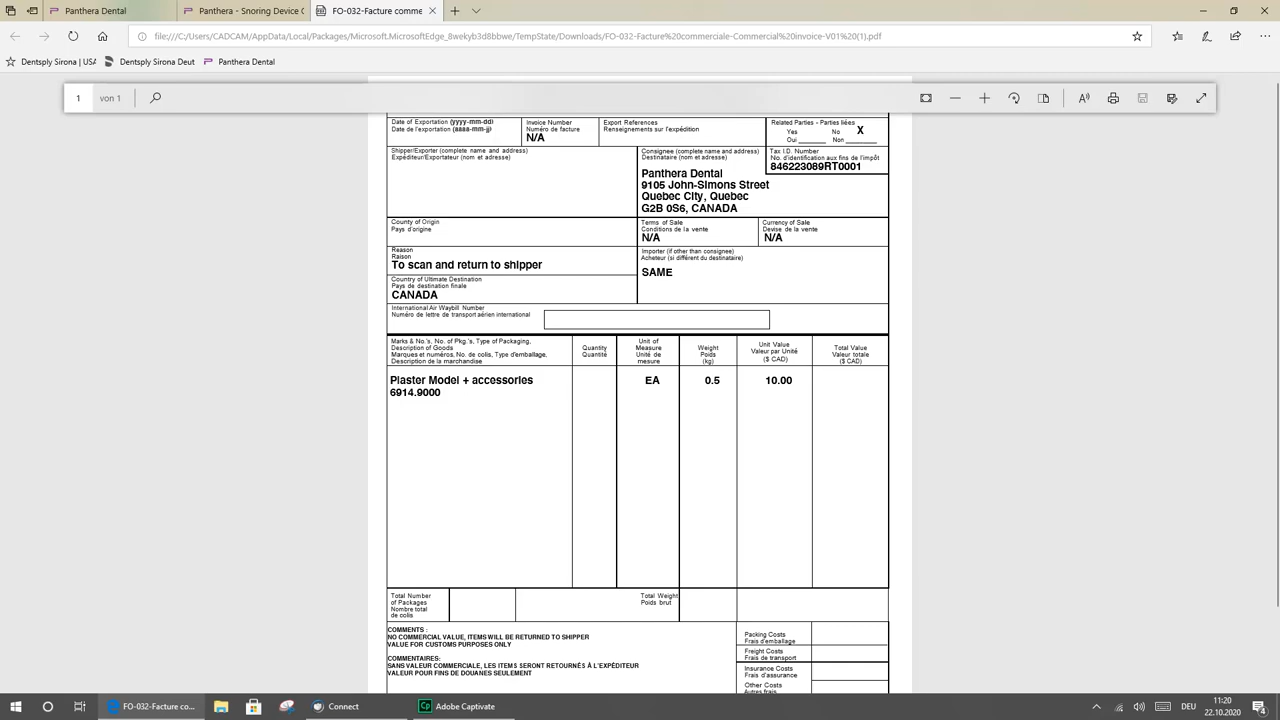 Panthera - Ex
Panthera - Snoring Device C
FO-032-Commercial
file:///C:/Users/CADCAM/AppData/Local/Packages/Microsoft.MicrosoftEdge_8wekyb3d8bbwe/TempState/Downloads/FO-032-Facture%20commerciale-Commercial%20invoice-V01%20(1).pdf
Dentsply Sirona | USA
Dentsply Sirona Deut
Panthera Dental
1
von 1
Date of Exportation (yyyy-mm-dd)
Date de l'exportation (aaaa-mm-jj)
Invoice Number
Numéro de facture
N/A
Export References
Renseignements sur l'expédition
Related Parties - Parties liées
Yes No X
Oui Non
Shipper/Exporter (complete name and address)
Expéditeur/Exportateur (nom et adresse)
Consignee (complete name and address)
Destinataire (nom et adresse)
Tax I.D. Number
No. d'identification aux fins de l'impôt
846223089RT0001
Panthera Dental
9105 John-Simons Street
Quebec City, Quebec
G2B 0S6, CANADA
County of Origin
Pays d'origine
Terms of Sale
Conditions de la vente
N/A
Currency of Sale
Devise de la vente
N/A
Reason
Raison
To scan and return to shipper
Importer (if other than consignee)
Acheteur (si différent du destinataire)
SAME
Country of Ultimate Destination
Pays de destination finale
CANADA
International Air Waybill Number
Numéro de lettre de transport aérien international
Marks & No.'s, No. of Pkg.'s, Type of Packaging,
Description of Goods
Marques et numéros, No. de colis, Type d'emballage,
Description de la marchandise
Quantity
Quantité
Unit of
Measure
Unité de
mesure
Weight
Poids
(kg)
Unit Value
Valeur par Unité
($ CAD)
Total Value
Valeur totale
($ CAD)
Plaster Model + accessories
6914.9000
EA
0.5
10.00
Total Number
of Packages
Nombre total
de colis
Total Weight
Poids brut
COMMENTS :
NO COMMERCIAL VALUE, ITEMS WILL BE RETURNED TO SHIPPER
VALUE FOR CUSTOMS PURPOSES ONLY
COMMENTAIRES:
SANS VALEUR COMMERCIALE, LES ITEMS SERONT RETOURNÉS À L'EXPÉDITEUR
VALEUR POUR FINS DE DOUANES SEULEMENT
Packing Costs
Frais d'emballage
Freight Costs
Frais de transport
Insurance Costs
Frais d'assurance
Other Costs
Autres frais
FO-032-Facture co...
Connect
Adobe Captivate
DEU
11:20
22.10.2020
4